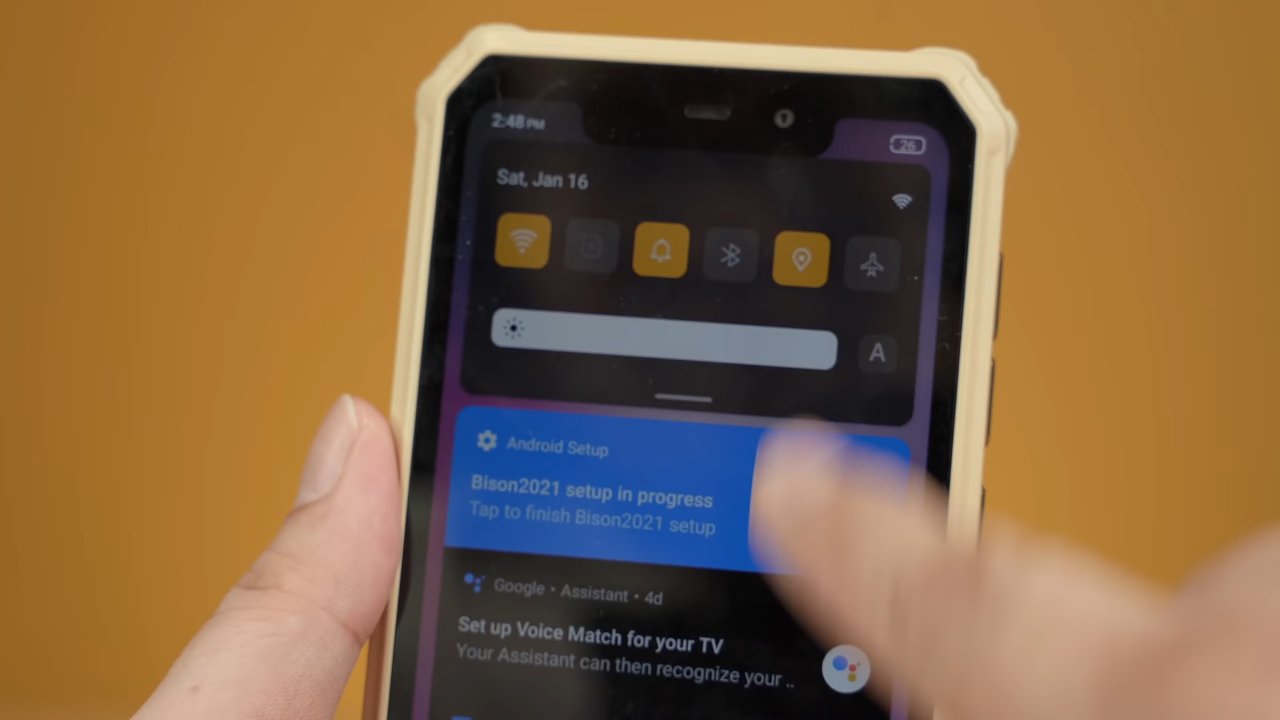 2:48 PM
26
Sat, Jan 16
A
Android Setup
Bison2021 setup in progress
Tap to finish Bison2021 setup
Google • Assistant • 4d
Set up Voice Match for your TV
Your Assistant can then recognize your ..